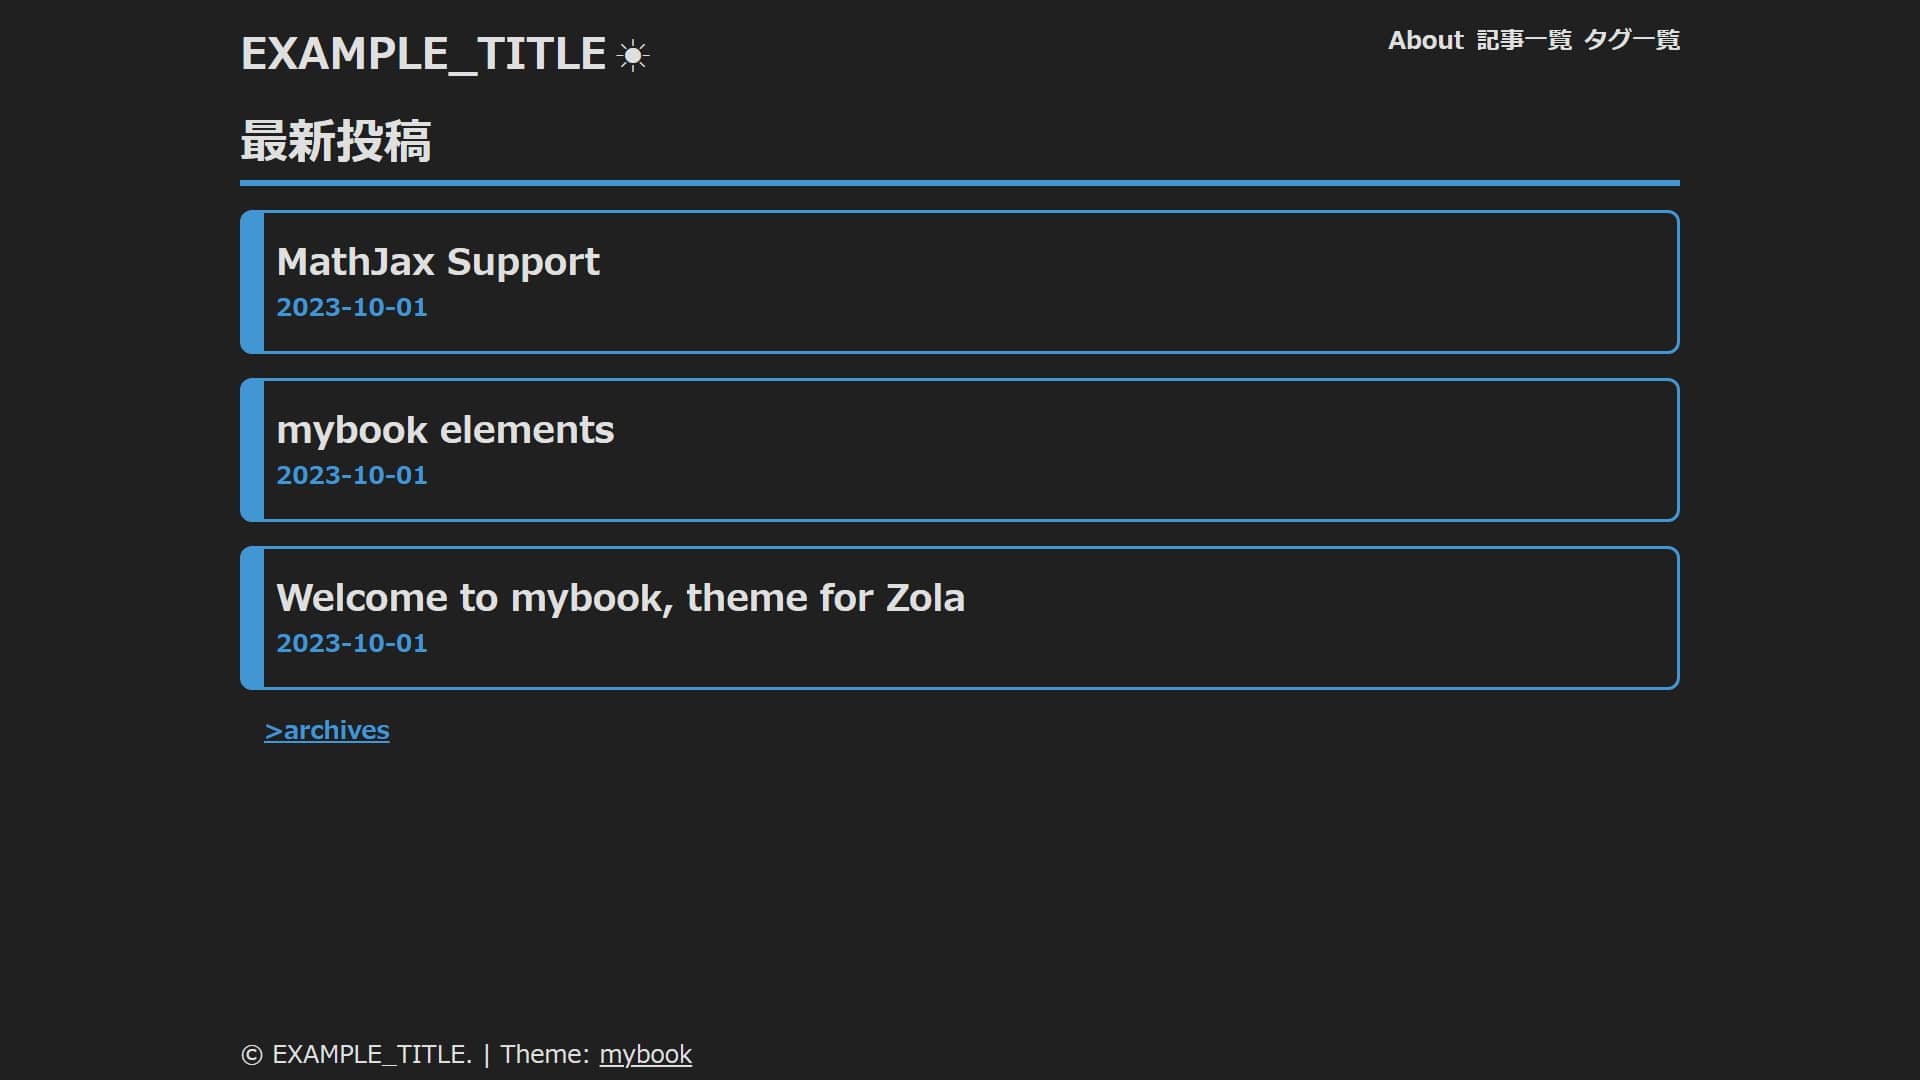 EXAMPLE_TITLE ☀
About 記事一覧 タグ一覧
最新投稿
MathJax Support
2023-10-01
mybook elements
2023-10-01
Welcome to mybook, theme for Zola
2023-10-01
>archives
© EXAMPLE_TITLE. | Theme: mybook